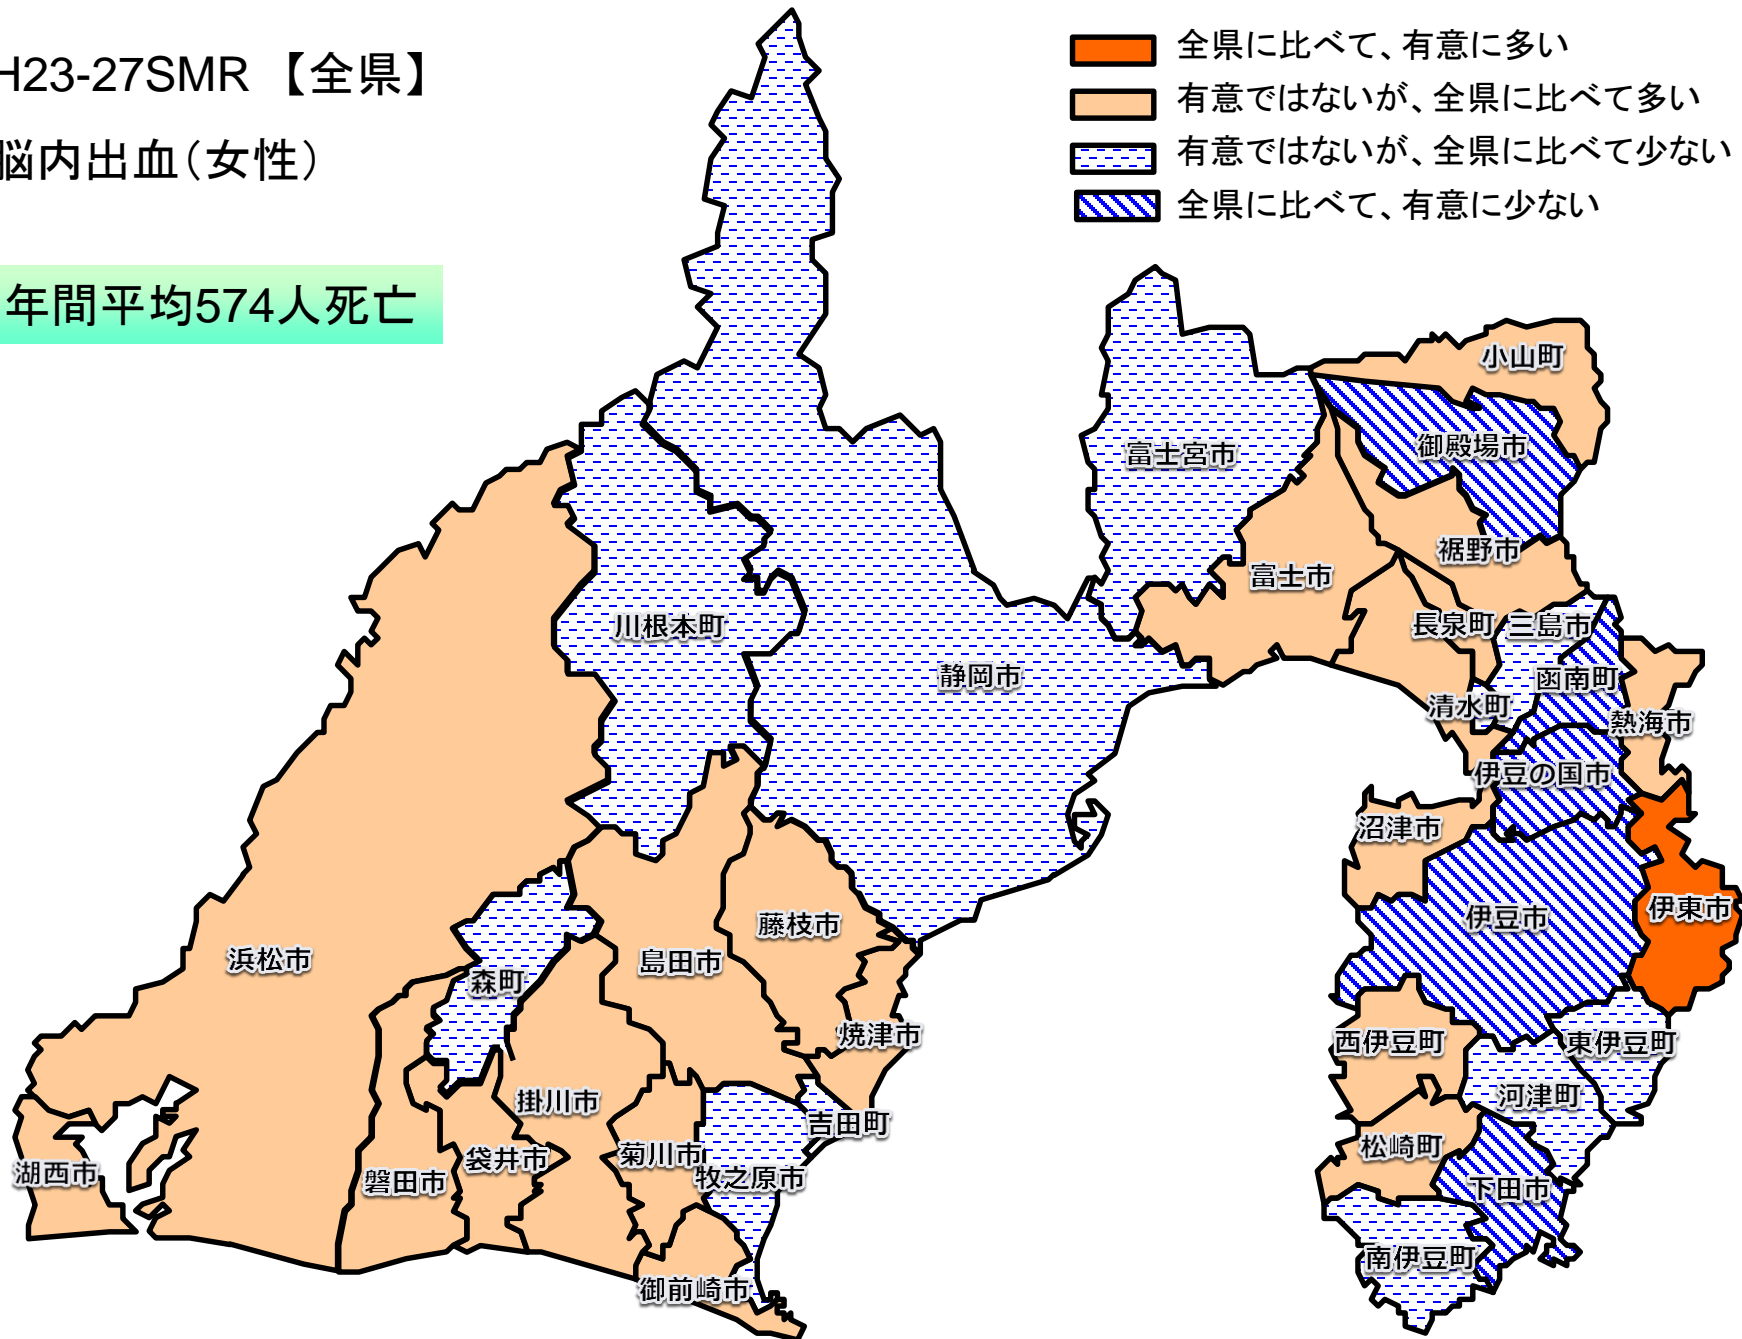 H23-27SMR 【全県】
脳内出血(女性)
年間平均574人死亡
全県に比べて、有意に多い
有意ではないが、全県に比べて多い
有意ではないが、全県に比べて少ない
全県に比べて、有意に少ない
小山町
御殿場市
富士宮市
裾野市
富士市
長泉町
三島市
川根本町
静岡市
函南町
清水町
熱海市
伊豆の国市
沼津市
伊東市
伊豆市
藤枝市
島田市
浜松市
森町
焼津市
西伊豆町
東伊豆町
河津町
掛川市
吉田町
松崎町
菊川市
袋井市
湖西市
磐田市
牧之原市
下田市
南伊豆町
御前崎市